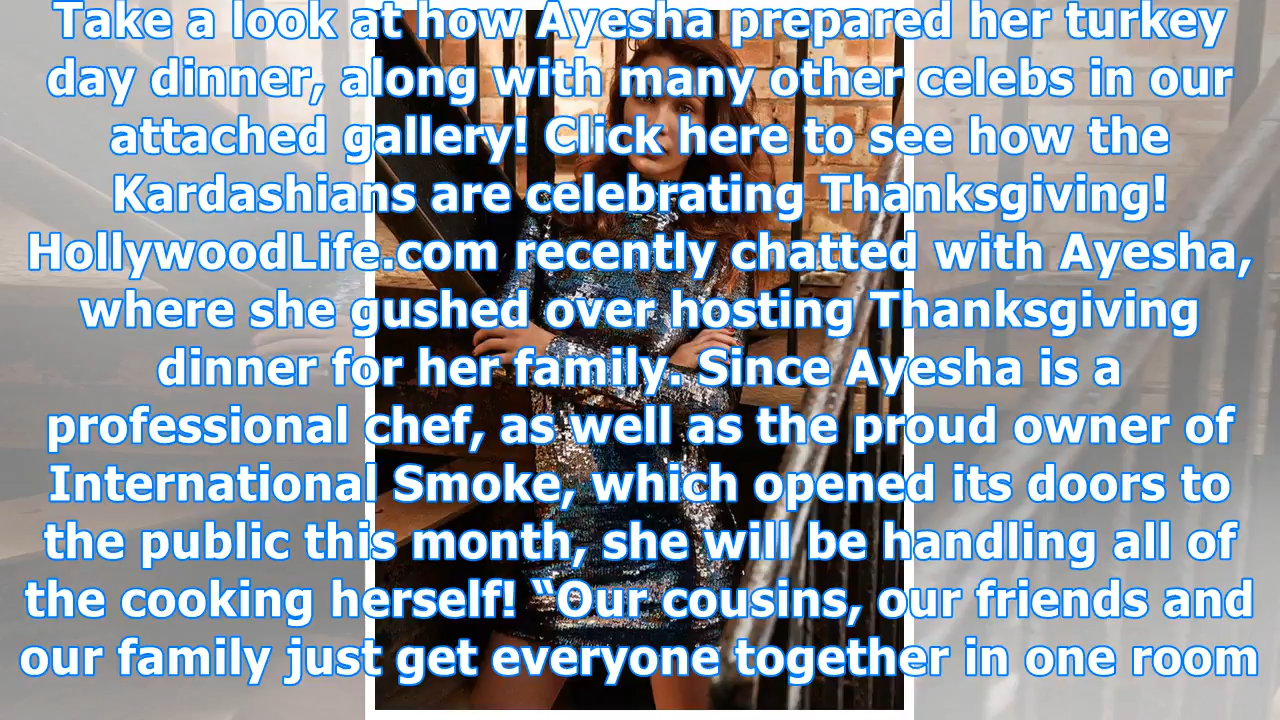 Take a look at how Ayesha prepared her turkey
day dinner, along with many other celebs in our
attached gallery! Click here to see how the
Kardashians are celebrating Thanksgiving!
HollywoodLife.com recently chatted with Ayesha,
where she gushed over hosting Thanksgiving
dinner for her family. Since Ayesha is a
professional chef, as well as the proud owner of
International Smoke, which opened its doors to
the public this month, she will be handling all of
the cooking herself! “Our cousins, our friends and
our family just get everyone together in one room